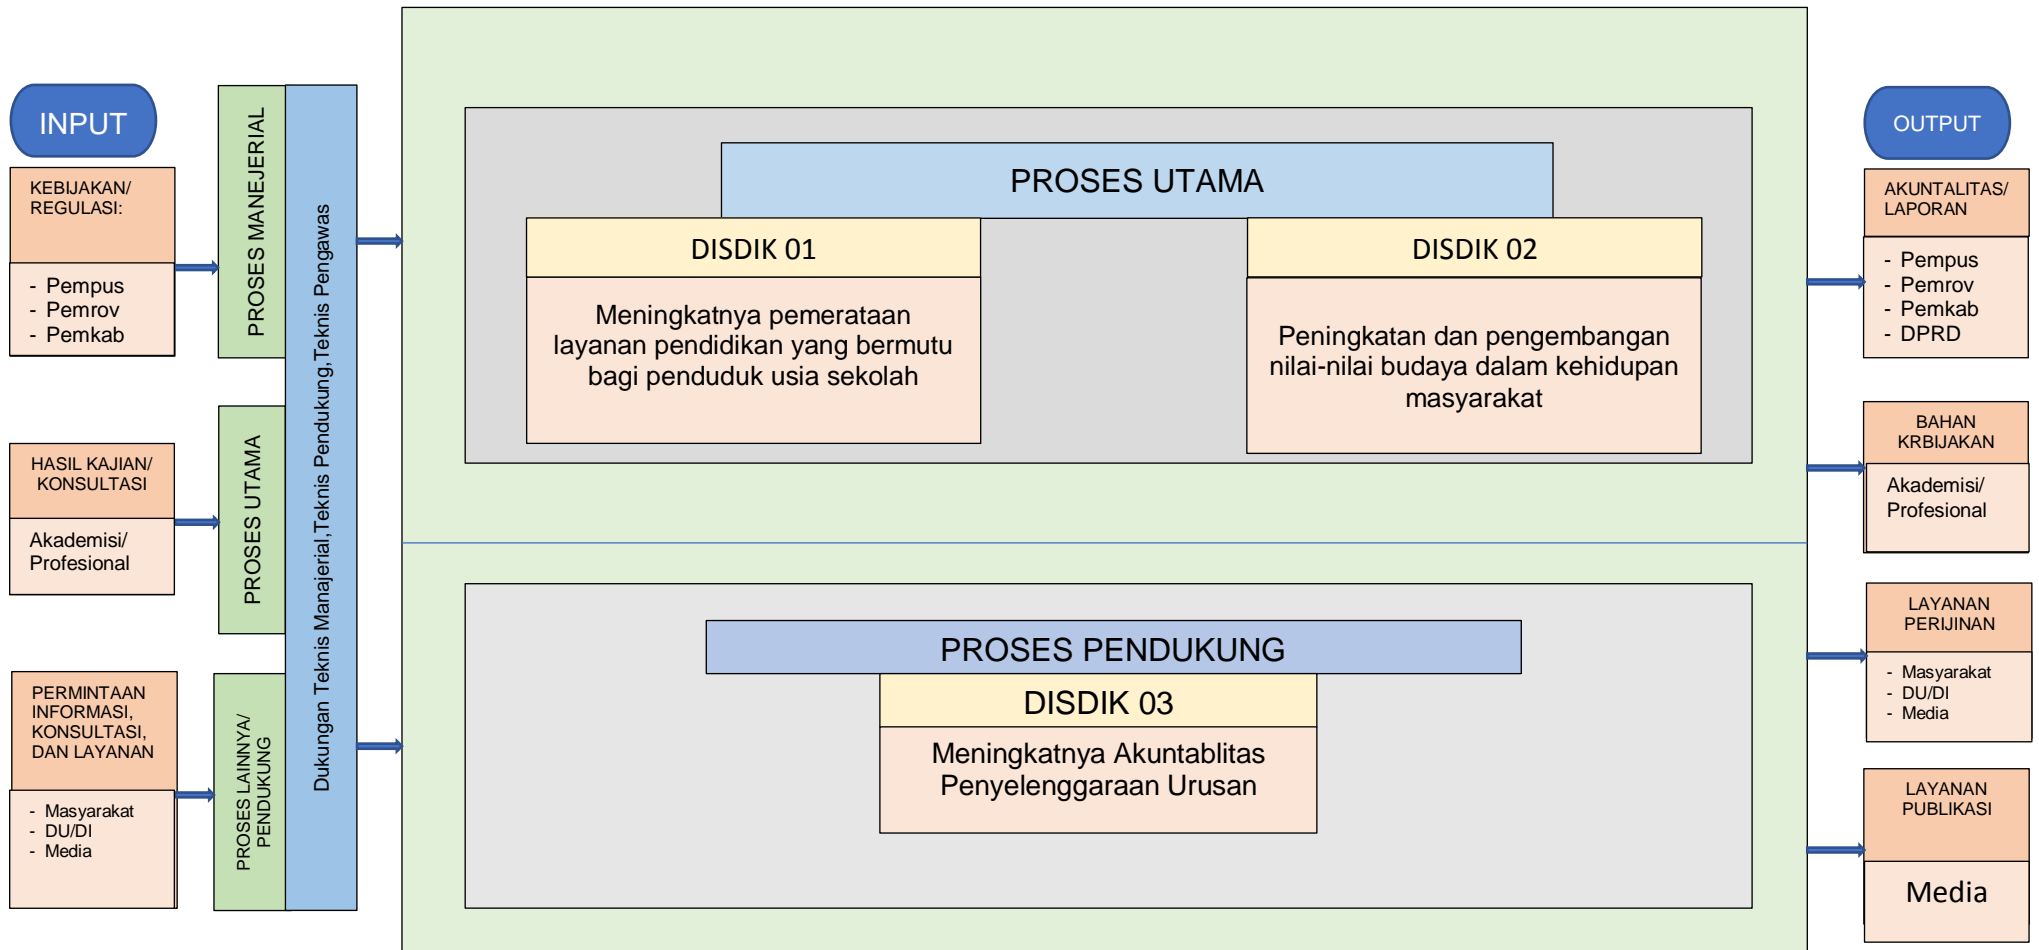 INPUT
KEBIJAKAN/
REGULASI:
- Pempus
- Pemrov
- Pemkab
HASIL KAJIAN/
KONSULTASI
Akademisi/
Profesional
PERMINTAAN
INFORMASI,
KONSULTASI,
DAN LAYANAN
- Masyarakat
- DU/DI
- Media
PROSES MANEJERIAL
PROSES UTAMA
PROSES LAINNYA/
PENDUKUNG
Dukungan Teknis Manajerial,Teknis Pendukung,Teknis Pengawas
PROSES UTAMA
DISDIK 01
Meningkatnya pemerataan
layanan pendidikan yang bermutu
bagi penduduk usia sekolah
DISDIK 02
Peningkatan dan pengembangan
nilai-nilai budaya dalam kehidupan
masyarakat
PROSES PENDUKUNG
DISDIK 03
Meningkatnya Akuntablitas
Penyelenggaraan Urusan
OUTPUT
AKUNTALITAS/
LAPORAN
- Pempus
- Pemrov
- Pemkab
- DPRD
BAHAN
KRBIJAKAN
Akademisi/
Profesional
LAYANAN
PERIJINAN
- Masyarakat
- DU/DI
- Media
LAYANAN
PUBLIKASI
Media